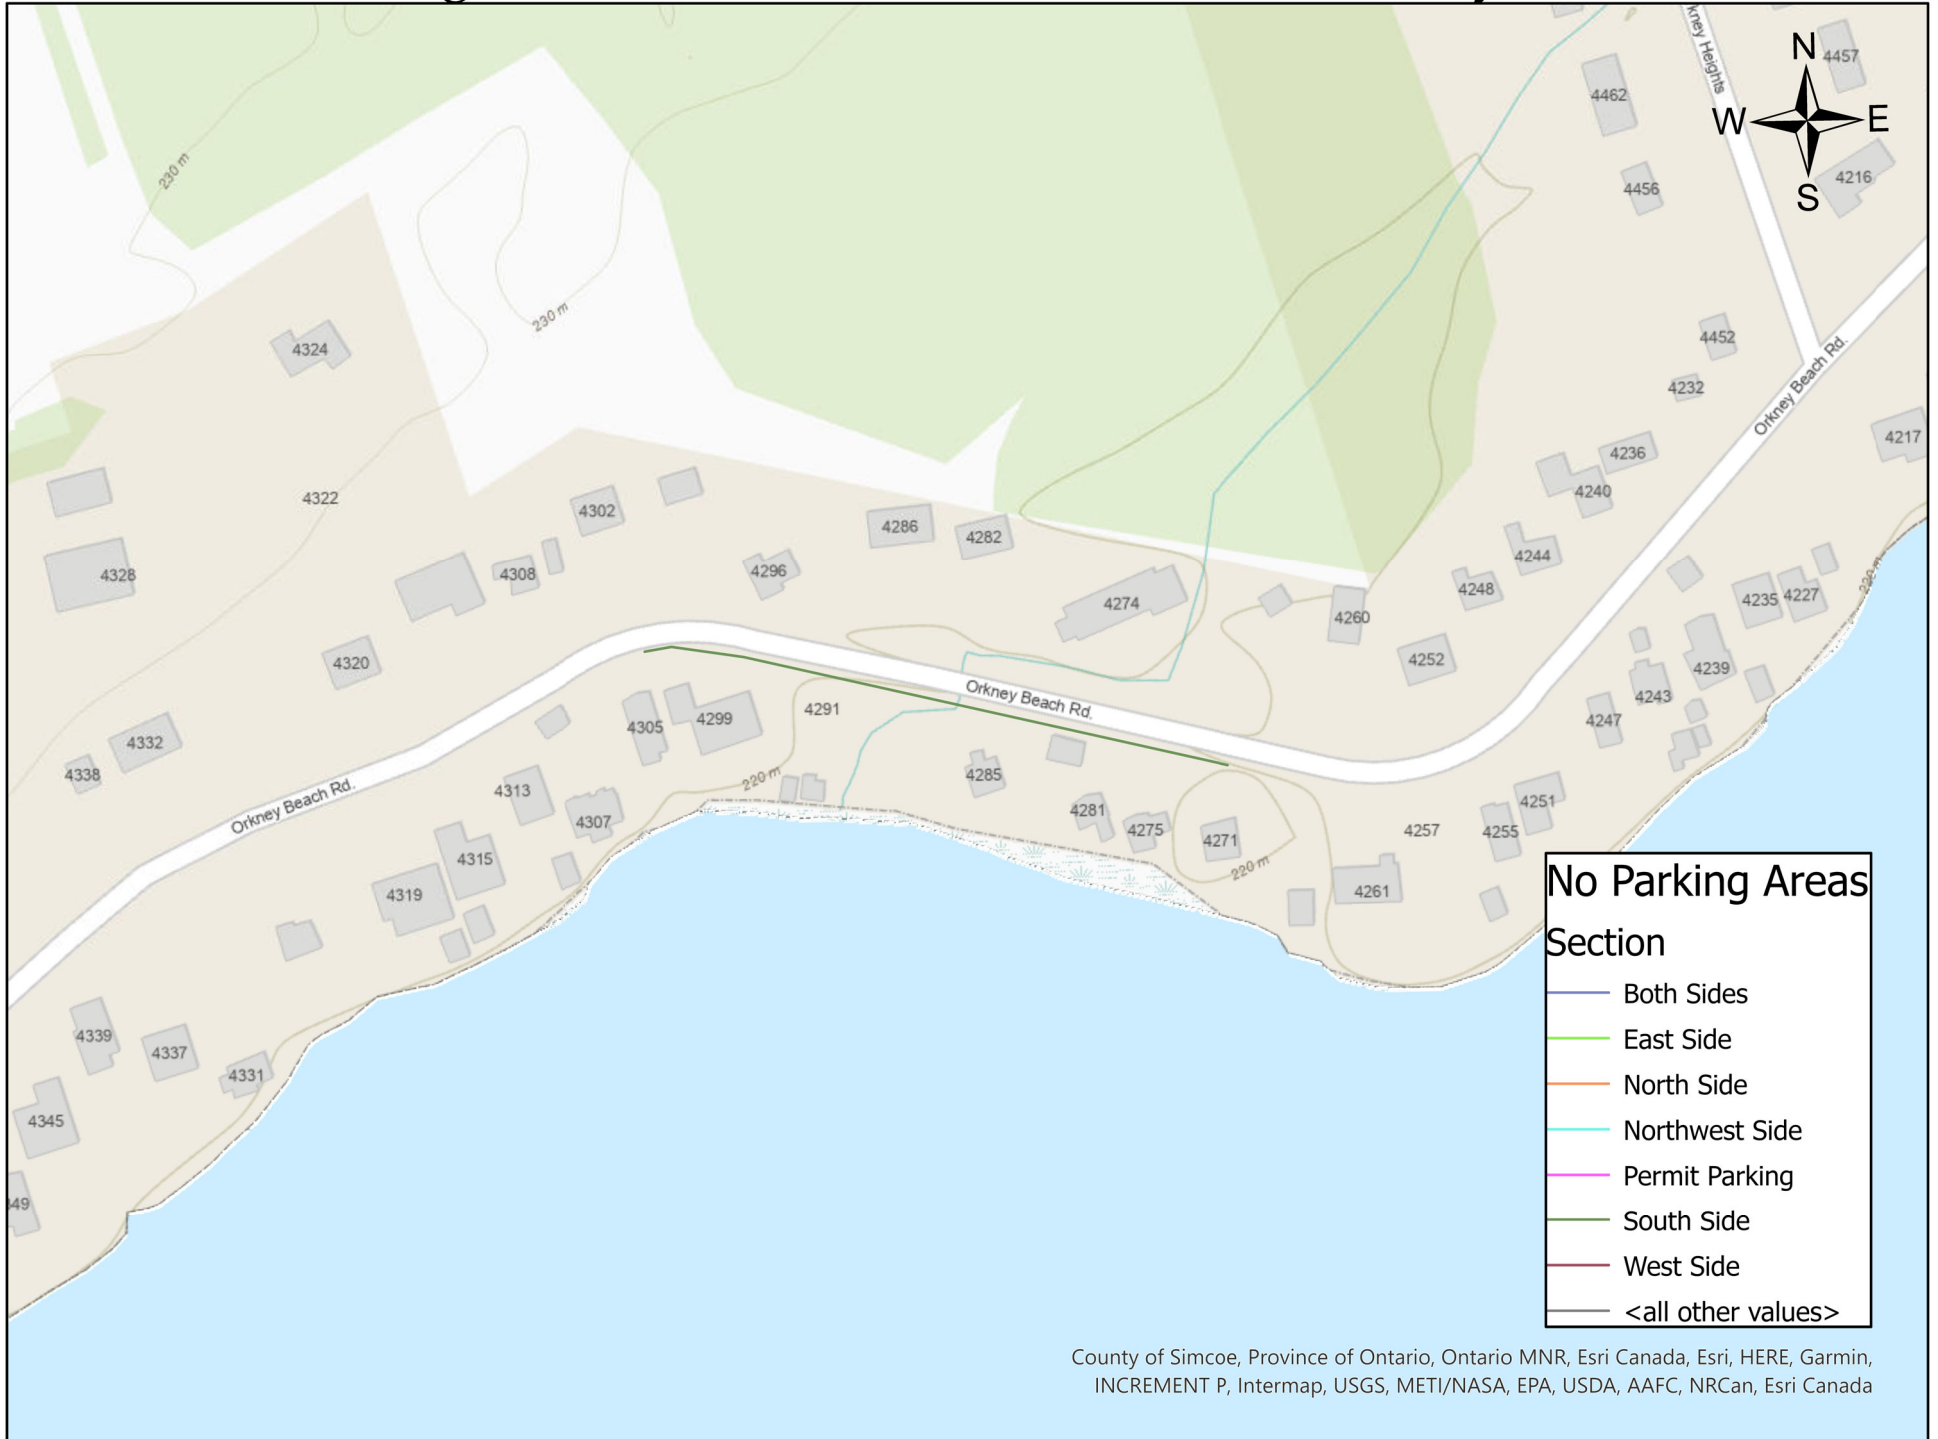 kney Heights
N
W
E
S
4457
4462
4216
4456
230 m
230 m
4324
4452
4232
Orkney Beach Rd.
4217
4236
4240
4322
4302
4286
4282
4244
4328
4308
4296
4274
4248
4235
4227
220 m
4260
4320
4252
4239
4243
4305
4299
4291
Orkney Beach Rd.
4247
4332
4338
4313
220 m
4285
4251
Orkney Beach Rd.
4307
4281
4275
4271
4257
4255
4315
220 m
4319
4261
4339
4337
4331
4345
349
No Parking Areas
Section
Both Sides
East Side
North Side
Northwest Side
Permit Parking
South Side
West Side
<all other values>
County of Simcoe, Province of Ontario, Ontario MNR, Esri Canada, Esri, HERE, Garmin,
INCREMENT P, Intermap, USGS, METI/NASA, EPA, USDA, AAFC, NRCan, Esri Canada